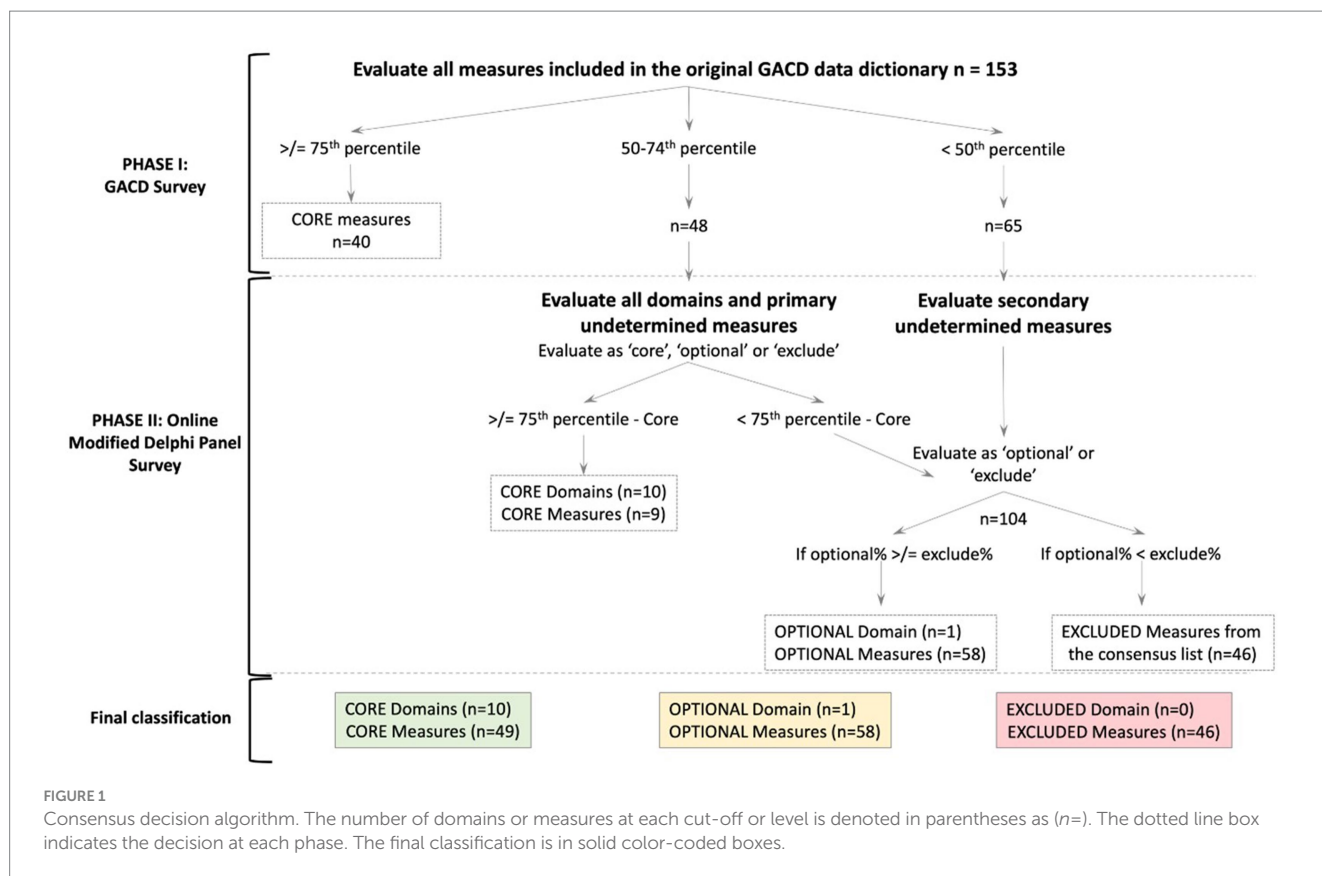 Evaluate all measures included in the original GACD data dictionary n = 153
PHASE I:
GACD Survey
>/= 75th percentile
50-74th percentile
< 50th percentile
CORE measures
n=40
n=48
n=65
PHASE II: Online
Modified Delphi Panel
Survey
Evaluate all domains and primary
undetermined measures
Evaluate as ‘core’, ‘optional’ or ‘exclude’
Evaluate secondary
undetermined measures
>/= 75th percentile - Core
< 75th percentile - Core
Evaluate as ‘optional’ or
‘exclude’
CORE Domains (n=10)
CORE Measures (n=9)
n=104
If optional% >/= exclude%
If optional% < exclude%
OPTIONAL Domain (n=1)
OPTIONAL Measures (n=58)
EXCLUDED Measures from
the consensus list (n=46)
Final classification
CORE Domains (n=10)
CORE Measures (n=49)
OPTIONAL Domain (n=1)
OPTIONAL Measures (n=58)
EXCLUDED Domain (n=0)
EXCLUDED Measures (n=46)
FIGURE 1
Consensus decision algorithm. The number of domains or measures at each cut-off or level is denoted in parentheses as (n=). The dotted line box
indicates the decision at each phase. The final classification is in solid color-coded boxes.